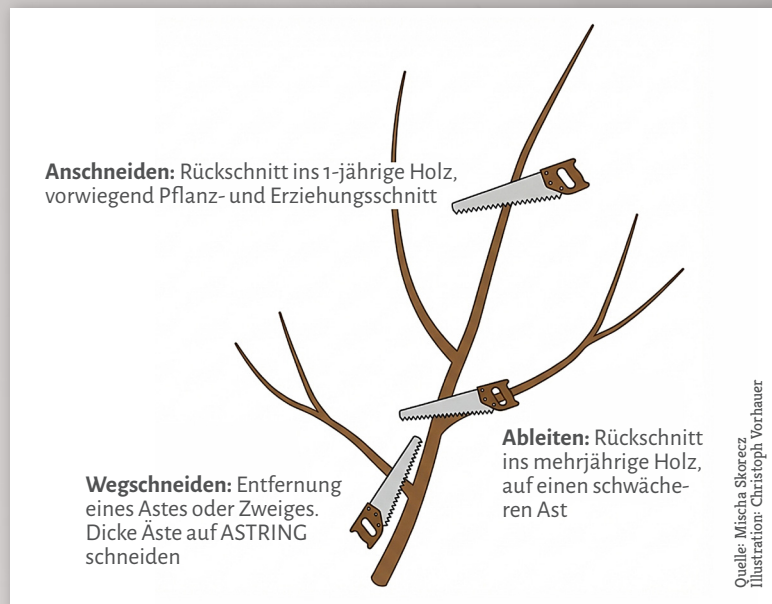 Anschneiden: Rückschnitt ins 1-jährige Holz,
vorwiegend Pflanz- und Erziehungsschnitt
Ableiten: Rückschnitt
ins mehrjährige Holz,
auf einen schwäche-
ren Ast
Wegschneiden: Entfernung
eines Astes oder Zweiges.
Dicke Äste auf ASTRING
schneiden
Quelle: Mischa Skorecz
Illustration: Christoph Vorhauer